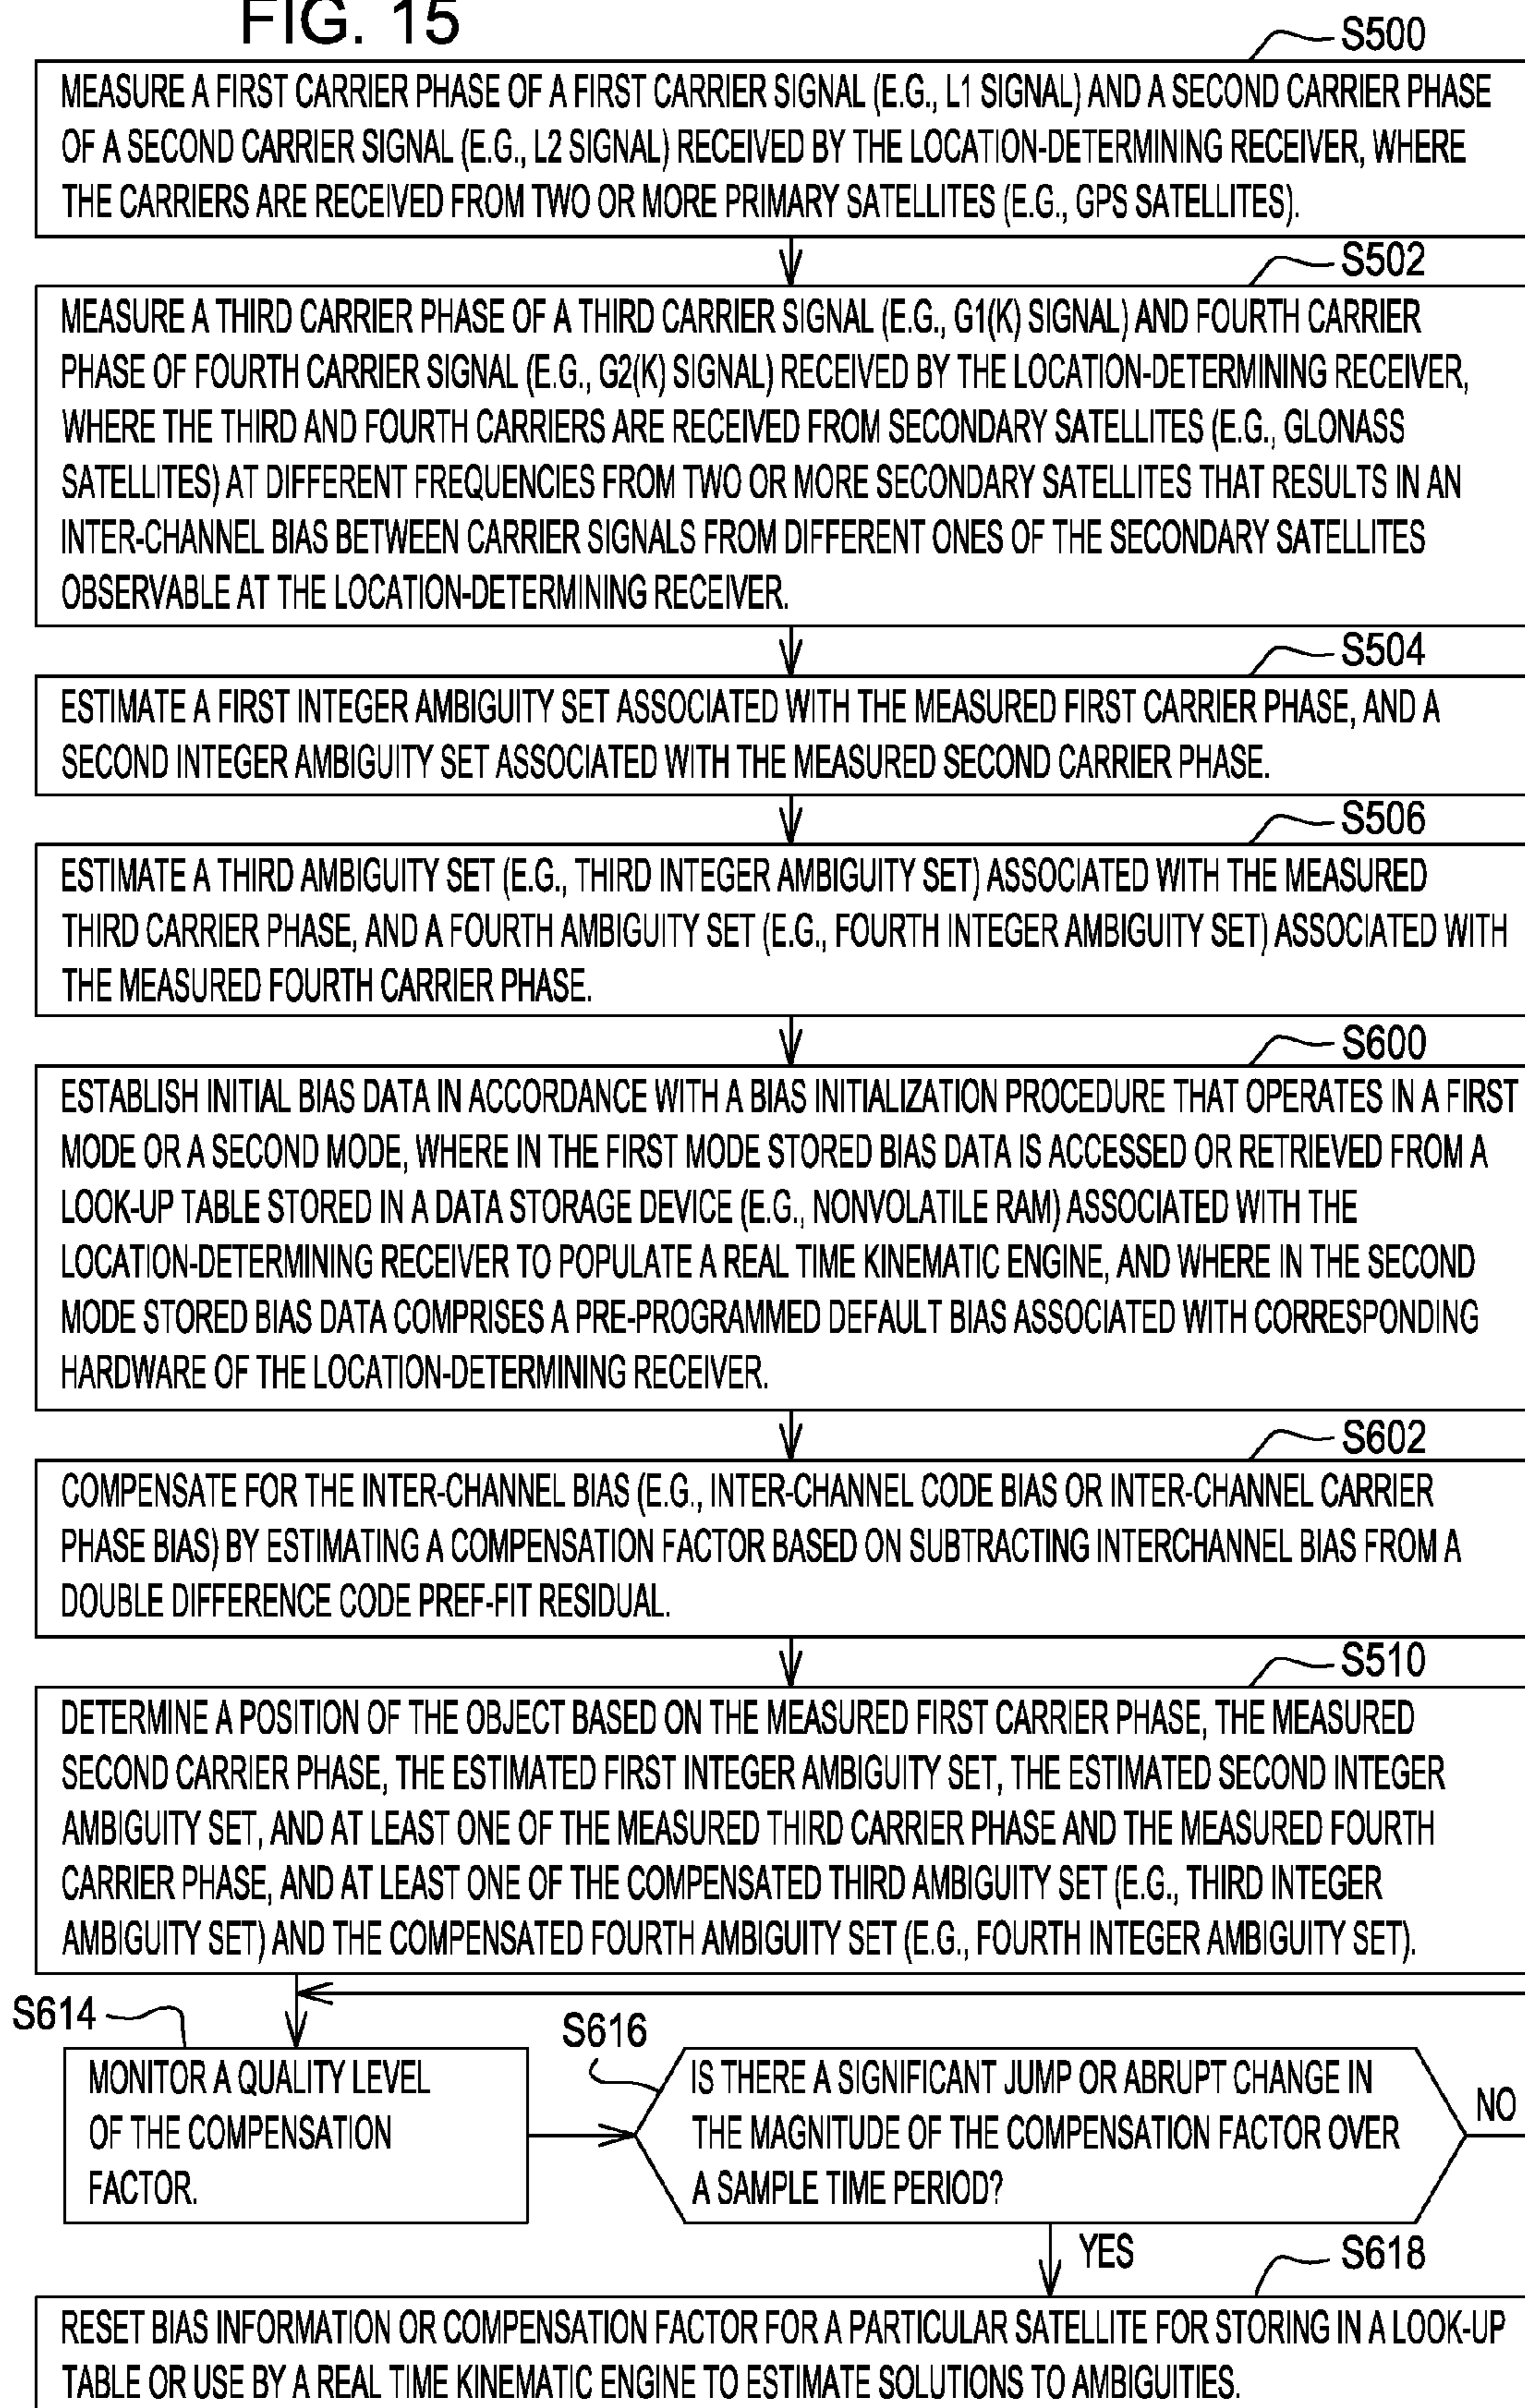 FIG. 15
S500
MEASURE A FIRST CARRIER PHASE OF A FIRST CARRIER SIGNAL (E.G., L1 SIGNAL) AND A SECOND CARRIER PHASE
OF A SECOND CARRIER SIGNAL (E.G., L2 SIGNAL) RECEIVED BY THE LOCATION-DETERMINING RECEIVER, WHERE
THE CARRIERS ARE RECEIVED FROM TWO OR MORE PRIMARY SATELLITES (E.G., GPS SATELLITES).
S502
MEASURE A THIRD CARRIER PHASE OF A THIRD CARRIER SIGNAL (E.G., G1(K) SIGNAL) AND FOURTH CARRIER
PHASE OF FOURTH CARRIER SIGNAL (E.G., G2(K) SIGNAL) RECEIVED BY THE LOCATION-DETERMINING RECEIVER,
WHERE THE THIRD AND FOURTH CARRIERS ARE RECEIVED FROM SECONDARY SATELLITES (E.G., GLONASS
SATELLITES) AT DIFFERENT FREQUENCIES FROM TWO OR MORE SECONDARY SATELLITES THAT RESULTS IN AN
INTER-CHANNEL BIAS BETWEEN CARRIER SIGNALS FROM DIFFERENT ONES OF THE SECONDARY SATELLITES
OBSERVABLE AT THE LOCATION-DETERMINING RECEIVER.
S504
ESTIMATE A FIRST INTEGER AMBIGUITY SET ASSOCIATED WITH THE MEASURED FIRST CARRIER PHASE, AND A
SECOND INTEGER AMBIGUITY SET ASSOCIATED WITH THE MEASURED SECOND CARRIER PHASE.
S506
ESTIMATE A THIRD AMBIGUITY SET (E.G., THIRD INTEGER AMBIGUITY SET) ASSOCIATED WITH THE MEASURED
THIRD CARRIER PHASE, AND A FOURTH AMBIGUITY SET (E.G., FOURTH INTEGER AMBIGUITY SET) ASSOCIATED WITH
THE MEASURED FOURTH CARRIER PHASE.
S600
ESTABLISH INITIAL BIAS DATA IN ACCORDANCE WITH A BIAS INITIALIZATION PROCEDURE THAT OPERATES IN A FIRST
MODE OR A SECOND MODE, WHERE IN THE FIRST MODE STORED BIAS DATA IS ACCESSED OR RETRIEVED FROM A
LOOK-UP TABLE STORED IN A DATA STORAGE DEVICE (E.G., NONVOLATILE RAM) ASSOCIATED WITH THE
LOCATION-DETERMINING RECEIVER TO POPULATE A REAL TIME KINEMATIC ENGINE, AND WHERE IN THE SECOND
MODE STORED BIAS DATA COMPRISES A PRE-PROGRAMMED DEFAULT BIAS ASSOCIATED WITH CORRESPONDING
HARDWARE OF THE LOCATION-DETERMINING RECEIVER.
S602
COMPENSATE FOR THE INTER-CHANNEL BIAS (E.G., INTER-CHANNEL CODE BIAS OR INTER-CHANNEL CARRIER
PHASE BIAS) BY ESTIMATING A COMPENSATION FACTOR BASED ON SUBTRACTING INTERCHANNEL BIAS FROM A
DOUBLE DIFFERENCE CODE PREF-FIT RESIDUAL.
S510
DETERMINE A POSITION OF THE OBJECT BASED ON THE MEASURED FIRST CARRIER PHASE, THE MEASURED
SECOND CARRIER PHASE, THE ESTIMATED FIRST INTEGER AMBIGUITY SET, THE ESTIMATED SECOND INTEGER
AMBIGUITY SET, AND AT LEAST ONE OF THE MEASURED THIRD CARRIER PHASE AND THE MEASURED FOURTH
CARRIER PHASE, AND AT LEAST ONE OF THE COMPENSATED THIRD AMBIGUITY SET (E.G., THIRD INTEGER
AMBIGUITY SET) AND THE COMPENSATED FOURTH AMBIGUITY SET (E.G., FOURTH INTEGER AMBIGUITY SET).
S614
MONITOR A QUALITY LEVEL
OF THE COMPENSATION
FACTOR.
S616
IS THERE A SIGNIFICANT JUMP OR ABRUPT CHANGE IN
THE MAGNITUDE OF THE COMPENSATION FACTOR OVER
A SAMPLE TIME PERIOD?
NO
YES
S618
RESET BIAS INFORMATION OR COMPENSATION FACTOR FOR A PARTICULAR SATELLITE FOR STORING IN A LOOK-UP
TABLE OR USE BY A REAL TIME KINEMATIC ENGINE TO ESTIMATE SOLUTIONS TO AMBIGUITIES.